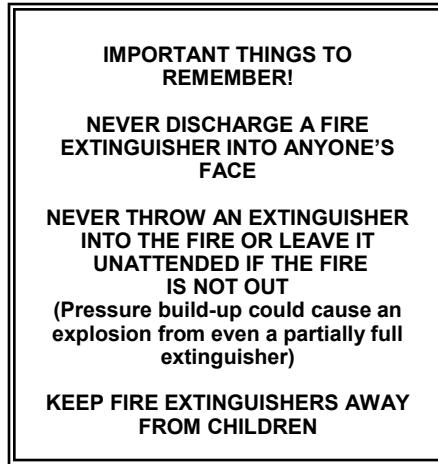 IMPORTANT THINGS TO
REMEMBER!
NEVER DISCHARGE A FIRE
EXTINGUISHER INTO ANYONE’S
FACE
NEVER THROW AN EXTINGUISHER
INTO THE FIRE OR LEAVE IT
UNATTENDED IF THE FIRE
IS NOT OUT
(Pressure build-up could cause an
explosion from even a partially full
extinguisher)
KEEP FIRE EXTINGUISHERS AWAY
FROM CHILDREN